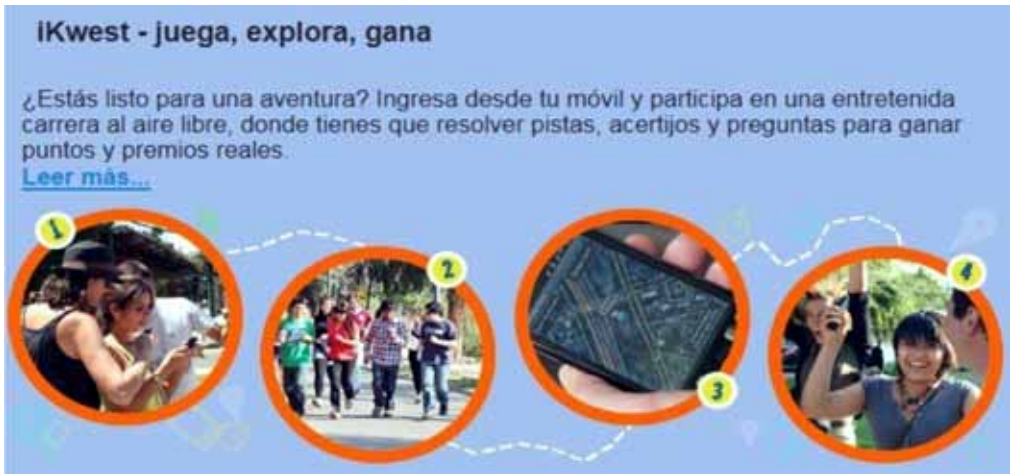 iKwest - juega, explora, gana
¿Estás listo para una aventura? Ingresa desde tu móvil y participa en una entretenida
carrera al aire libre, donde tienes que resolver pistas, acertijos y preguntas para ganar
puntos y premios reales.
Leer más...
1
2
3
4